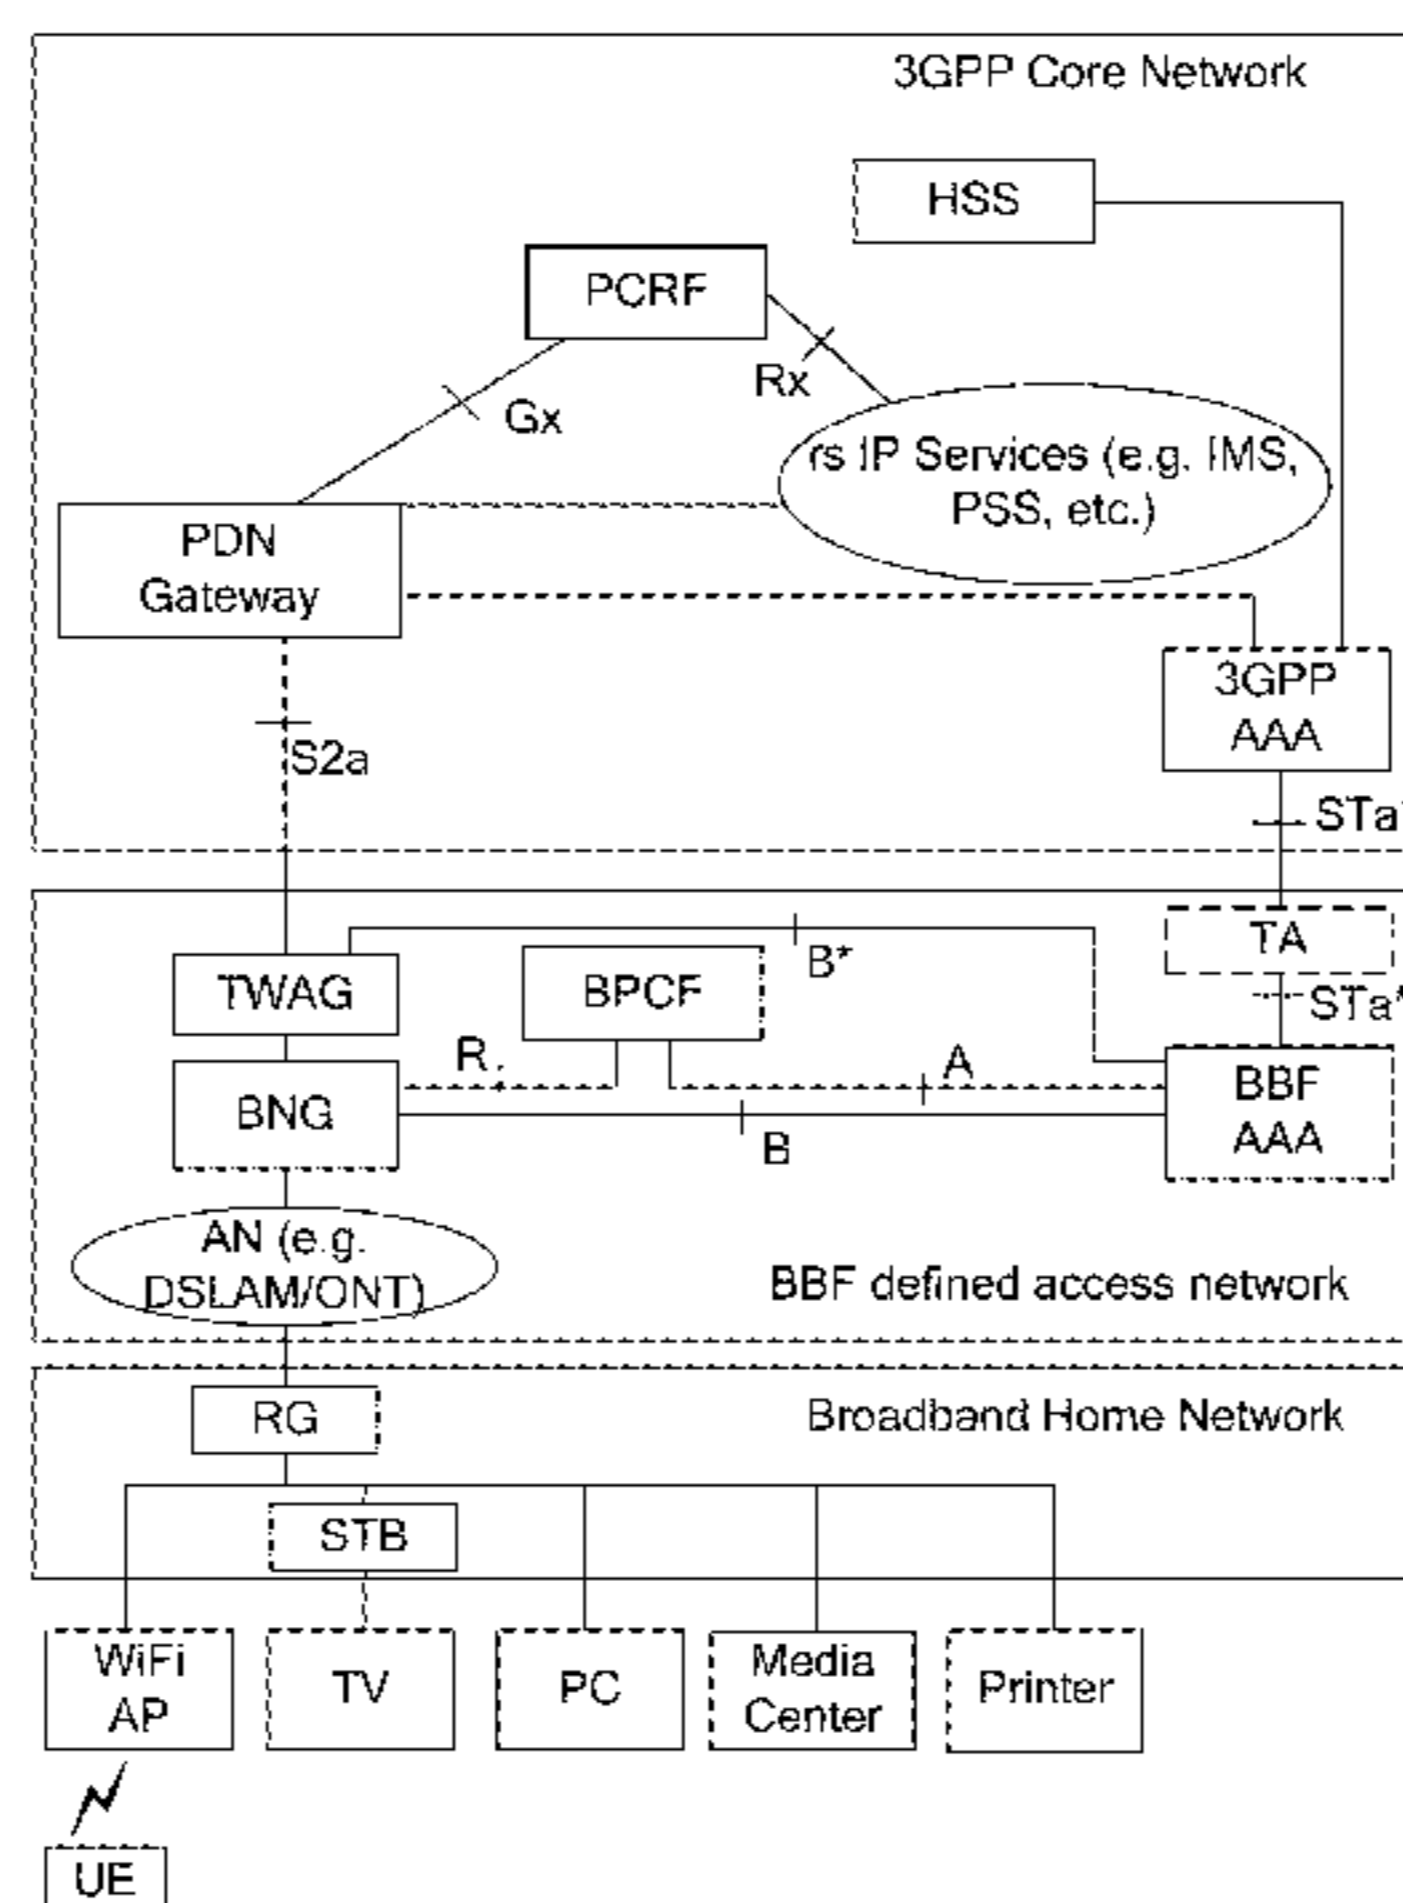 3GPP Core Network
HSS
PCRF
Rx
Gx
rs IP Services (e.g. IMS,
PSS, etc.)
PDN
Gateway
3GPP
AAA
S2a
STa*
TA
B*
TWAG
BPCF
STa*
R
A
BBF
AAA
BNG
B
AN (e.g.
DSLAM/ONT)
BBF defined access network
RG
Broadband Home Network
STB
WiFi
AP
TV
PC
Media
Center
Printer
UE